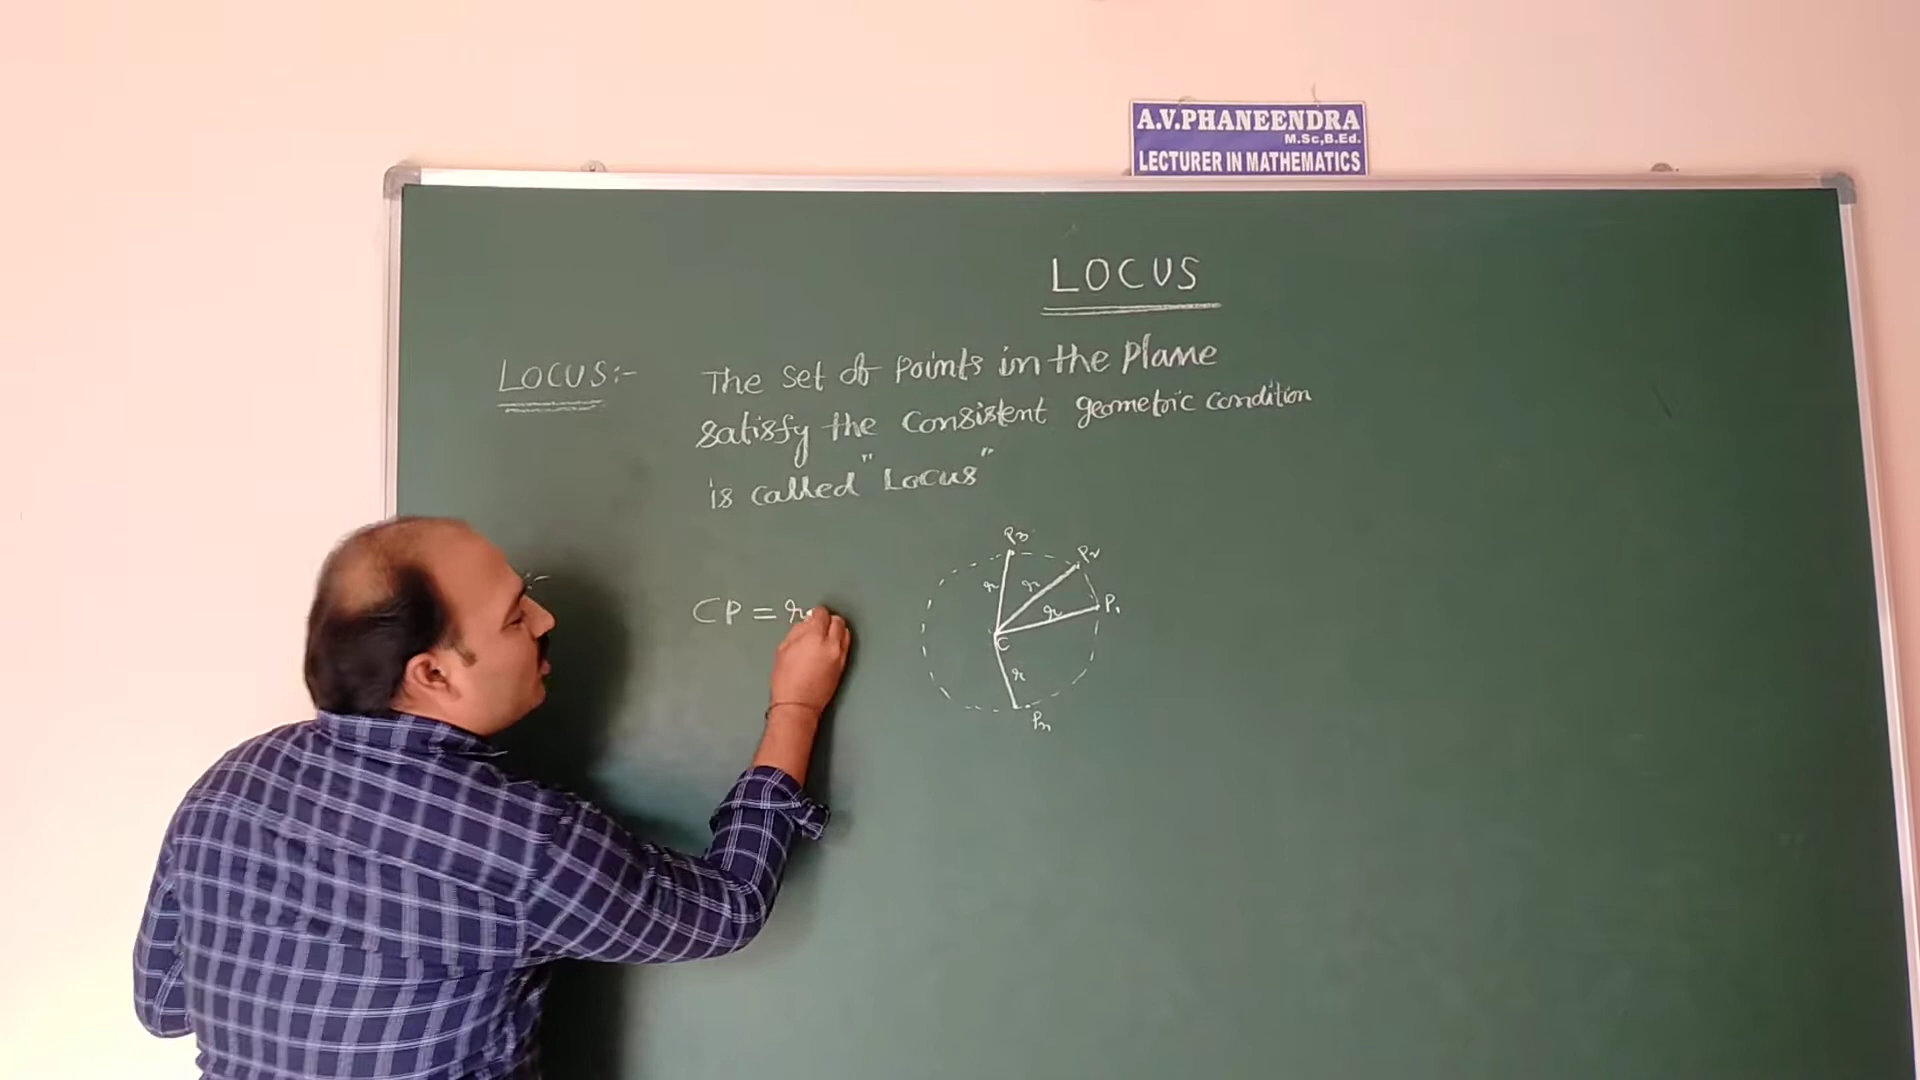 A.V.PHANEENDRA
M.Sc,B.Ed.
LECTURER IN MATHEMATICS
LOCUS
LOCUS:- The set of points in the plane
satisfy the consistent geometric condition
is called "Locus"
CP = r
P₃
P₂
P₁
r
r
r
C
r
Pₙ